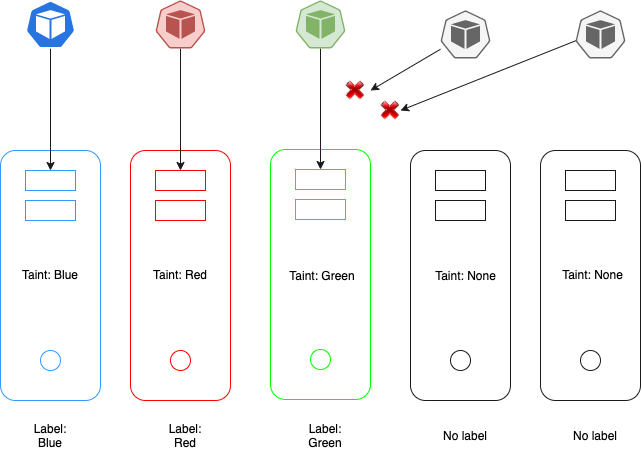 Taint: Blue
Taint: Red
Taint: Green
Taint: None
Taint: None
Label:
Blue
Label:
Red
Label:
Green
No label
No label